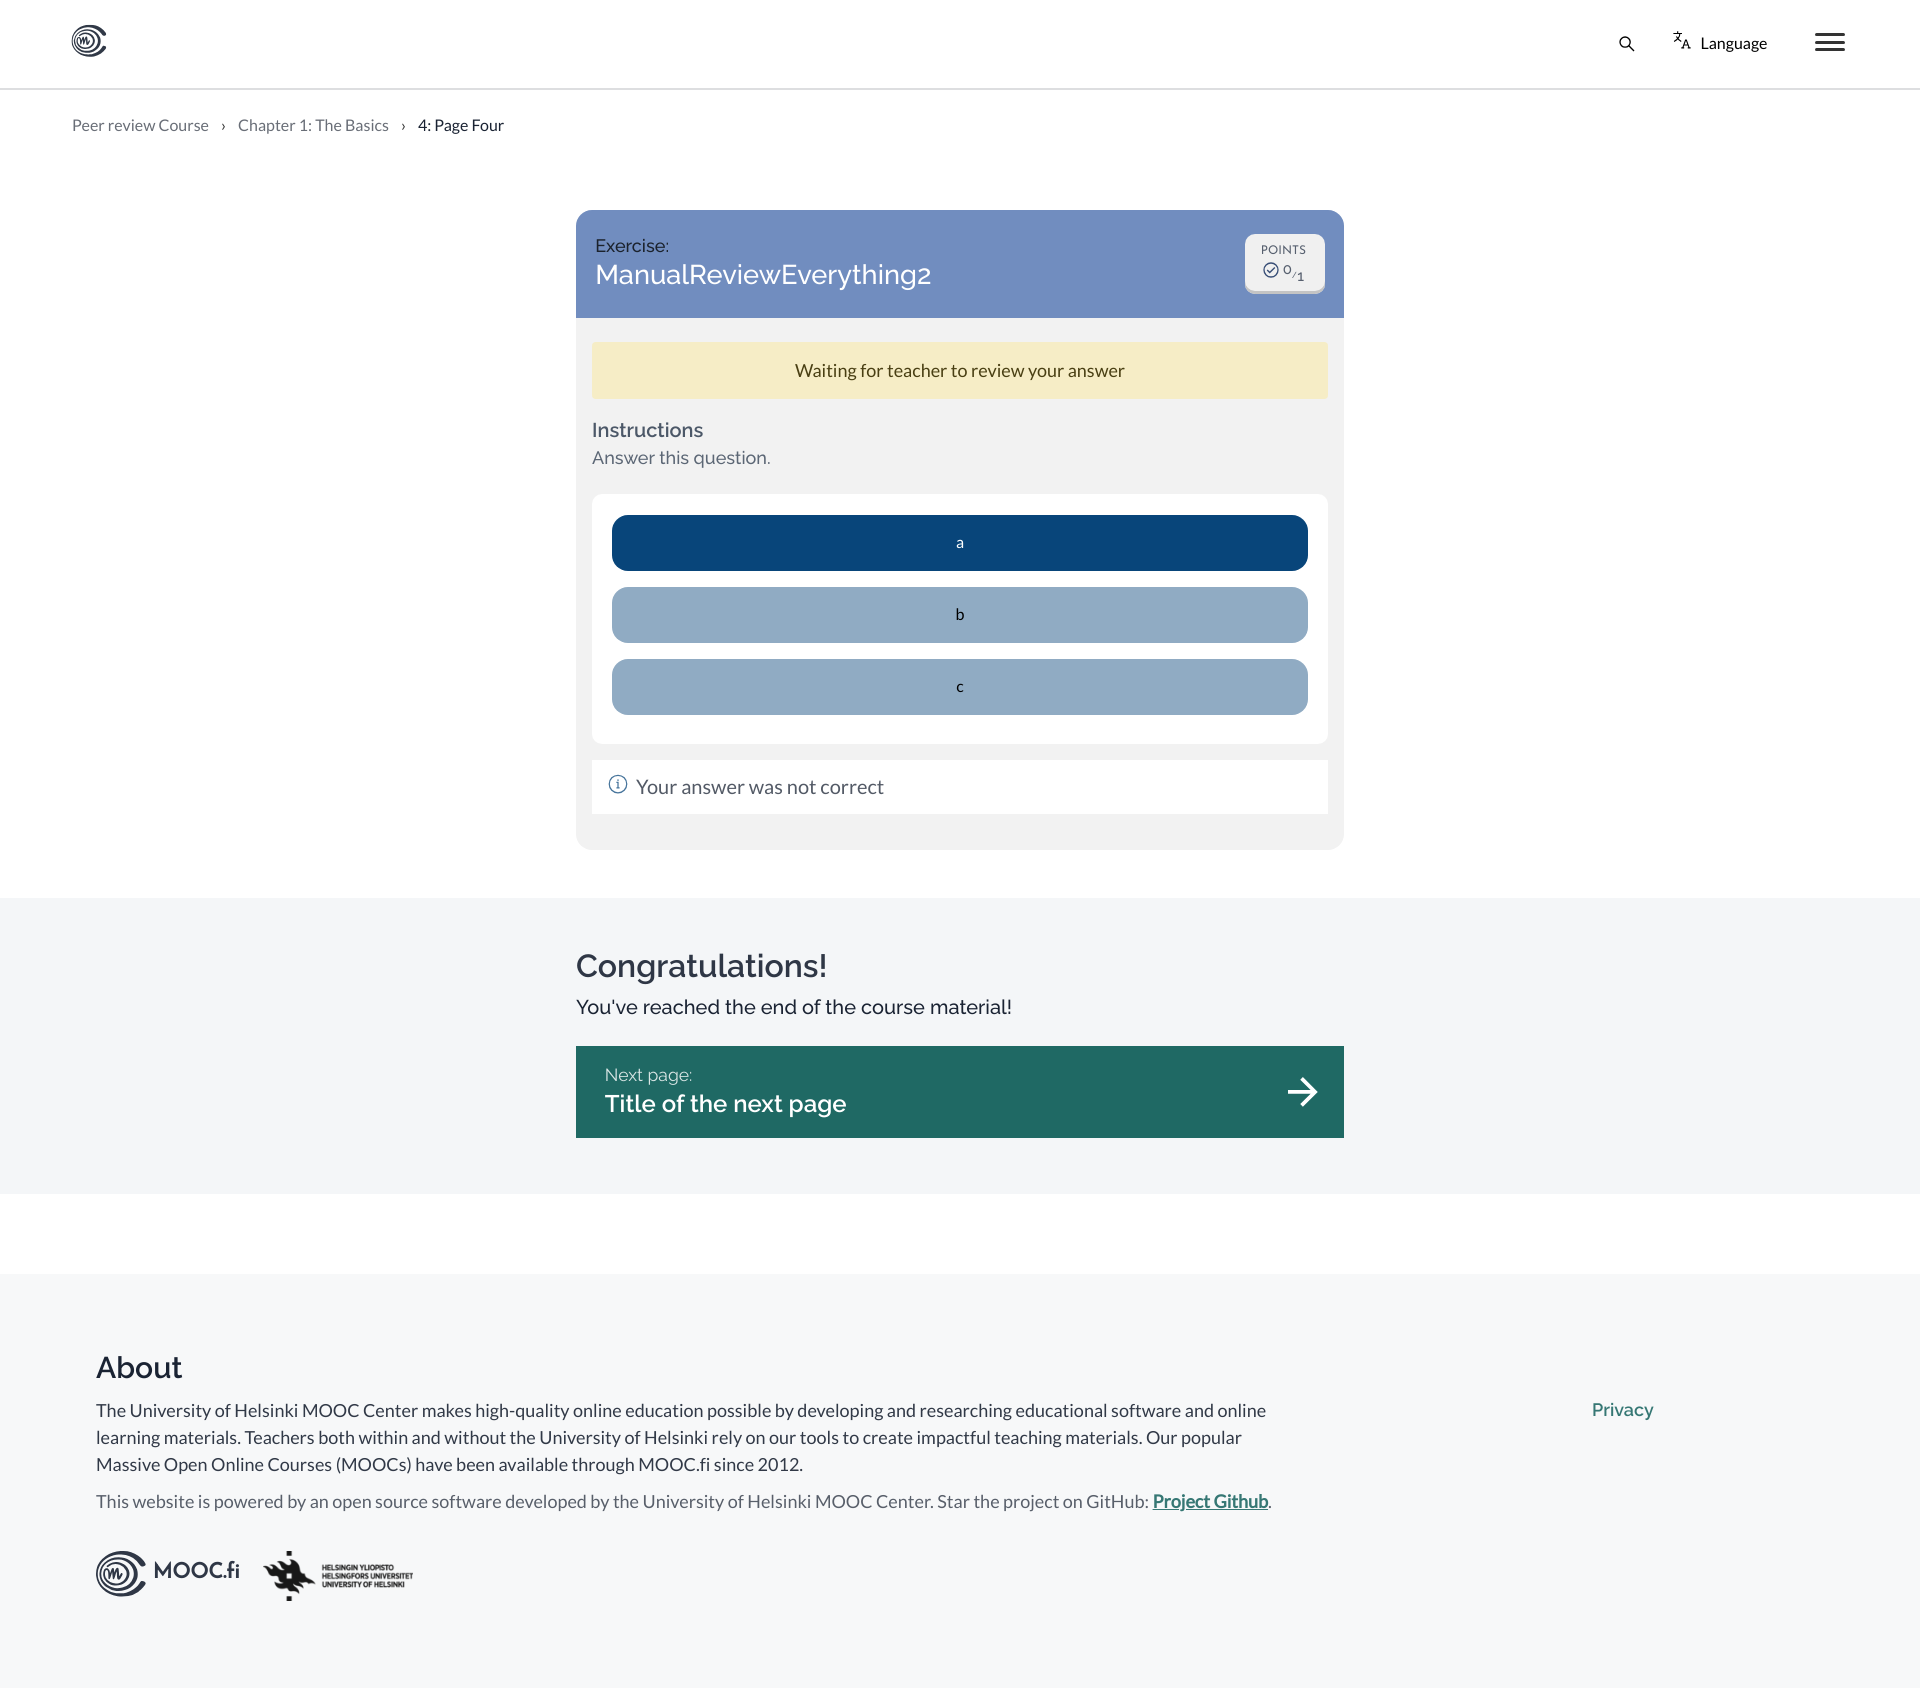 Language
Peer review Course › Chapter 1: The Basics › 4: Page Four
Exercise:
ManualReviewEverything2
POINTS
0/1
Waiting for teacher to review your answer
Instructions
Answer this question.
a
b
c
Your answer was not correct
Congratulations!
You've reached the end of the course material!
Next page:
Title of the next page
About
The University of Helsinki MOOC Center makes high-quality online education possible by developing and researching educational software and online
learning materials. Teachers both within and without the University of Helsinki rely on our tools to create impactful teaching materials. Our popular
Massive Open Online Courses (MOOCs) have been available through MOOC.fi since 2012.
Privacy
This website is powered by an open source software developed by the University of Helsinki MOOC Center. Star the project on GitHub: Project Github.
MOOC.fi
HELSINGIN YLIOPISTO
HELSINGFORS UNIVERSITET
UNIVERSITY OF HELSINKI